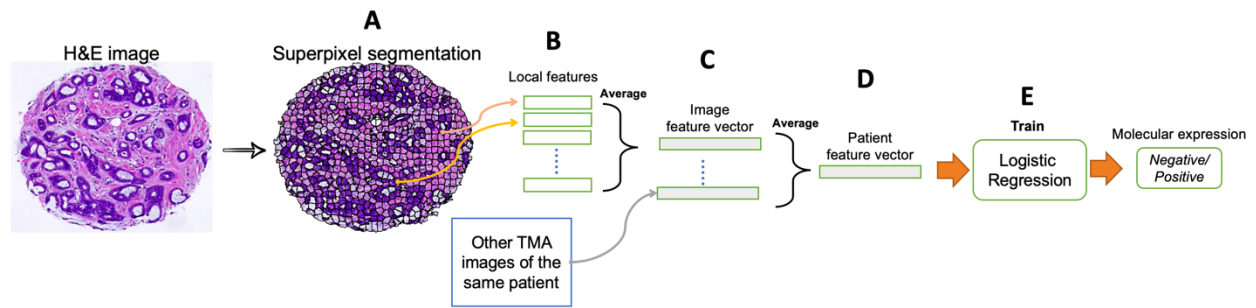 A
B
C
D
E
H&E image
Superpixel segmentation
Local features
Average
Image
feature vector
Average
Patient
feature vector
Train
Logistic
Regression
Molecular expression
Negative/
Positive
Other TMA
images of the
same patient